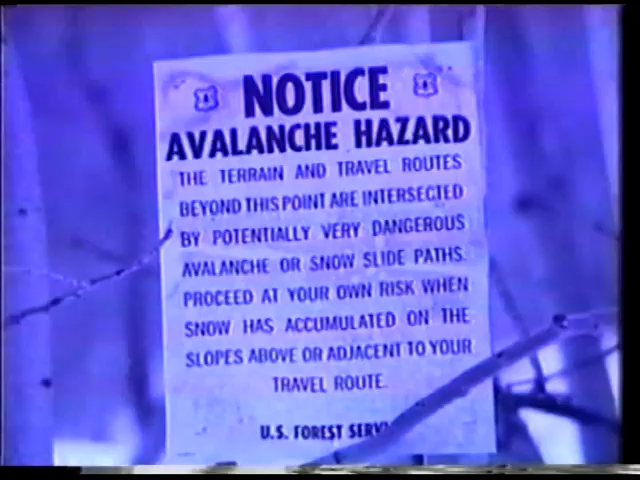 NOTICE
AVALANCHE HAZARD
THE TERRAIN AND TRAVEL ROUTES
BEYOND THIS POINT ARE INTERSECTED
BY POTENTIALLY VERY DANGEROUS
AVALANCHE OR SNOW SLIDE PATHS.
PROCEED AT YOUR OWN RISK WHEN
SNOW HAS ACCUMULATED ON THE
SLOPES ABOVE OR ADJACENT TO YOUR
TRAVEL ROUTE.
U.S. FOREST SERVI